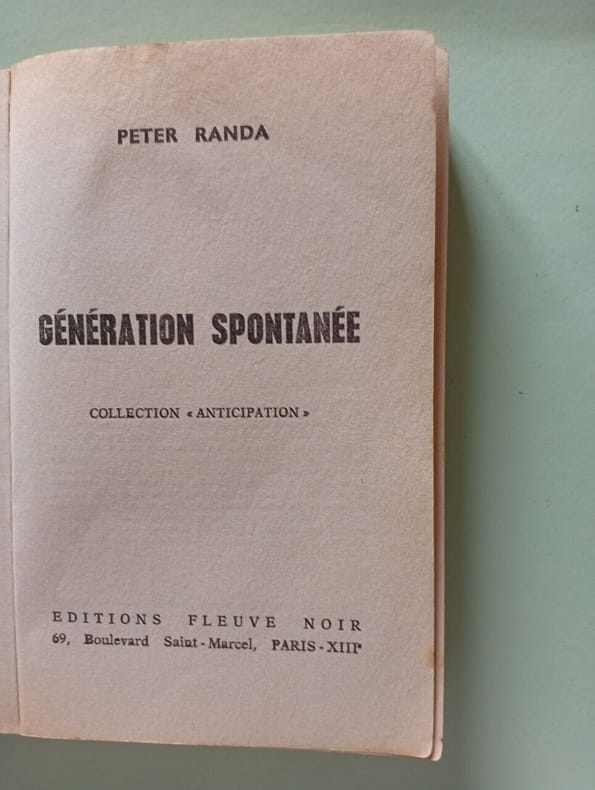 PETER RANDA
GÉNÉRATION SPONTANÉE
COLLECTION « ANTICIPATION »
EDITIONS FLEUVE NOIR
69, Boulevard Saint-Marcel, PARIS-XIIIe